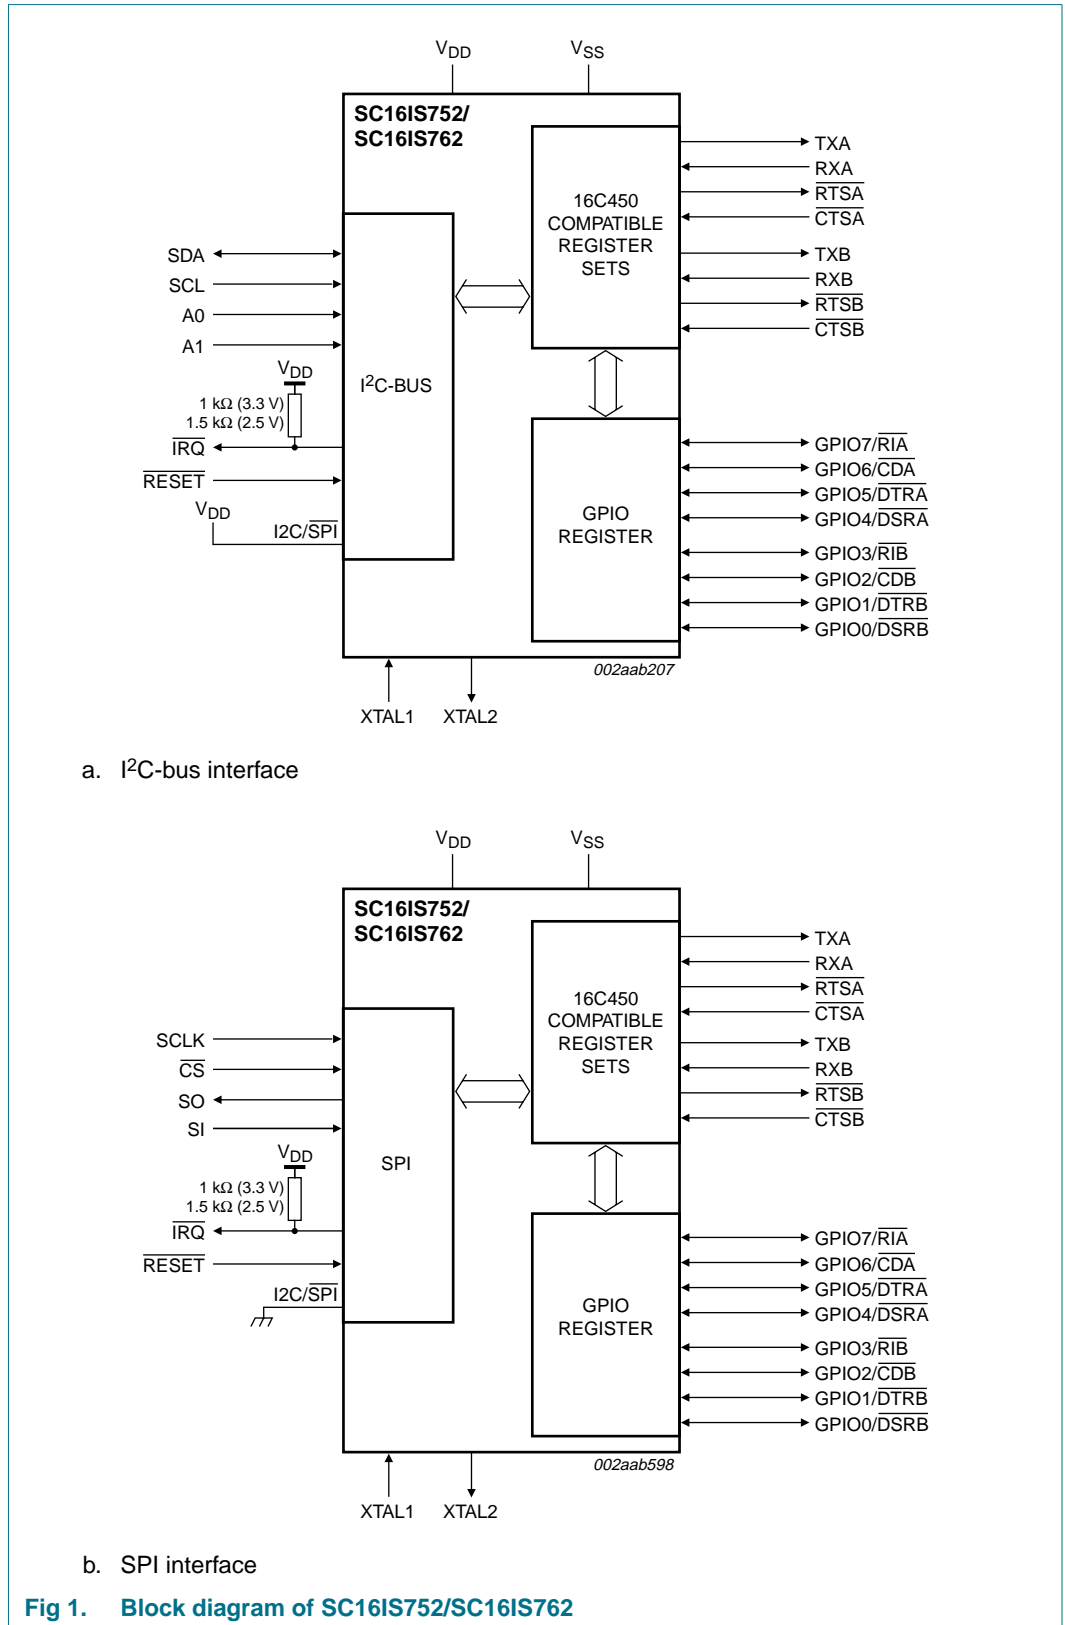 VDD
VSS
SC16IS752/
SC16IS762
16C450
COMPATIBLE
REGISTER
SETS
TXA
RXA
RTSA
CTSA
TXB
RXB
RTSB
CTSB
SDA
SCL
A0
A1
VDD
1 kΩ (3.3 V)
1.5 kΩ (2.5 V)
IRQ
RESET
VDD
I2C/SPI
I2C-BUS
GPIO
REGISTER
GPIO7/RIA
GPIO6/CDA
GPIO5/DTRA
GPIO4/DSRA
GPIO3/RIB
GPIO2/CDB
GPIO1/DTRB
GPIO0/DSRB
002aab207
XTAL1
XTAL2
a. I2C-bus interface
VDD
VSS
SC16IS752/
SC16IS762
16C450
COMPATIBLE
REGISTER
SETS
TXA
RXA
RTSA
CTSA
TXB
RXB
RTSB
CTSB
SCLK
CS
SO
SI
VDD
1 kΩ (3.3 V)
1.5 kΩ (2.5 V)
IRQ
RESET
I2C/SPI
SPI
GPIO
REGISTER
GPIO7/RIA
GPIO6/CDA
GPIO5/DTRA
GPIO4/DSRA
GPIO3/RIB
GPIO2/CDB
GPIO1/DTRB
GPIO0/DSRB
002aab598
XTAL1
XTAL2
b. SPI interface
Fig 1. Block diagram of SC16IS752/SC16IS762